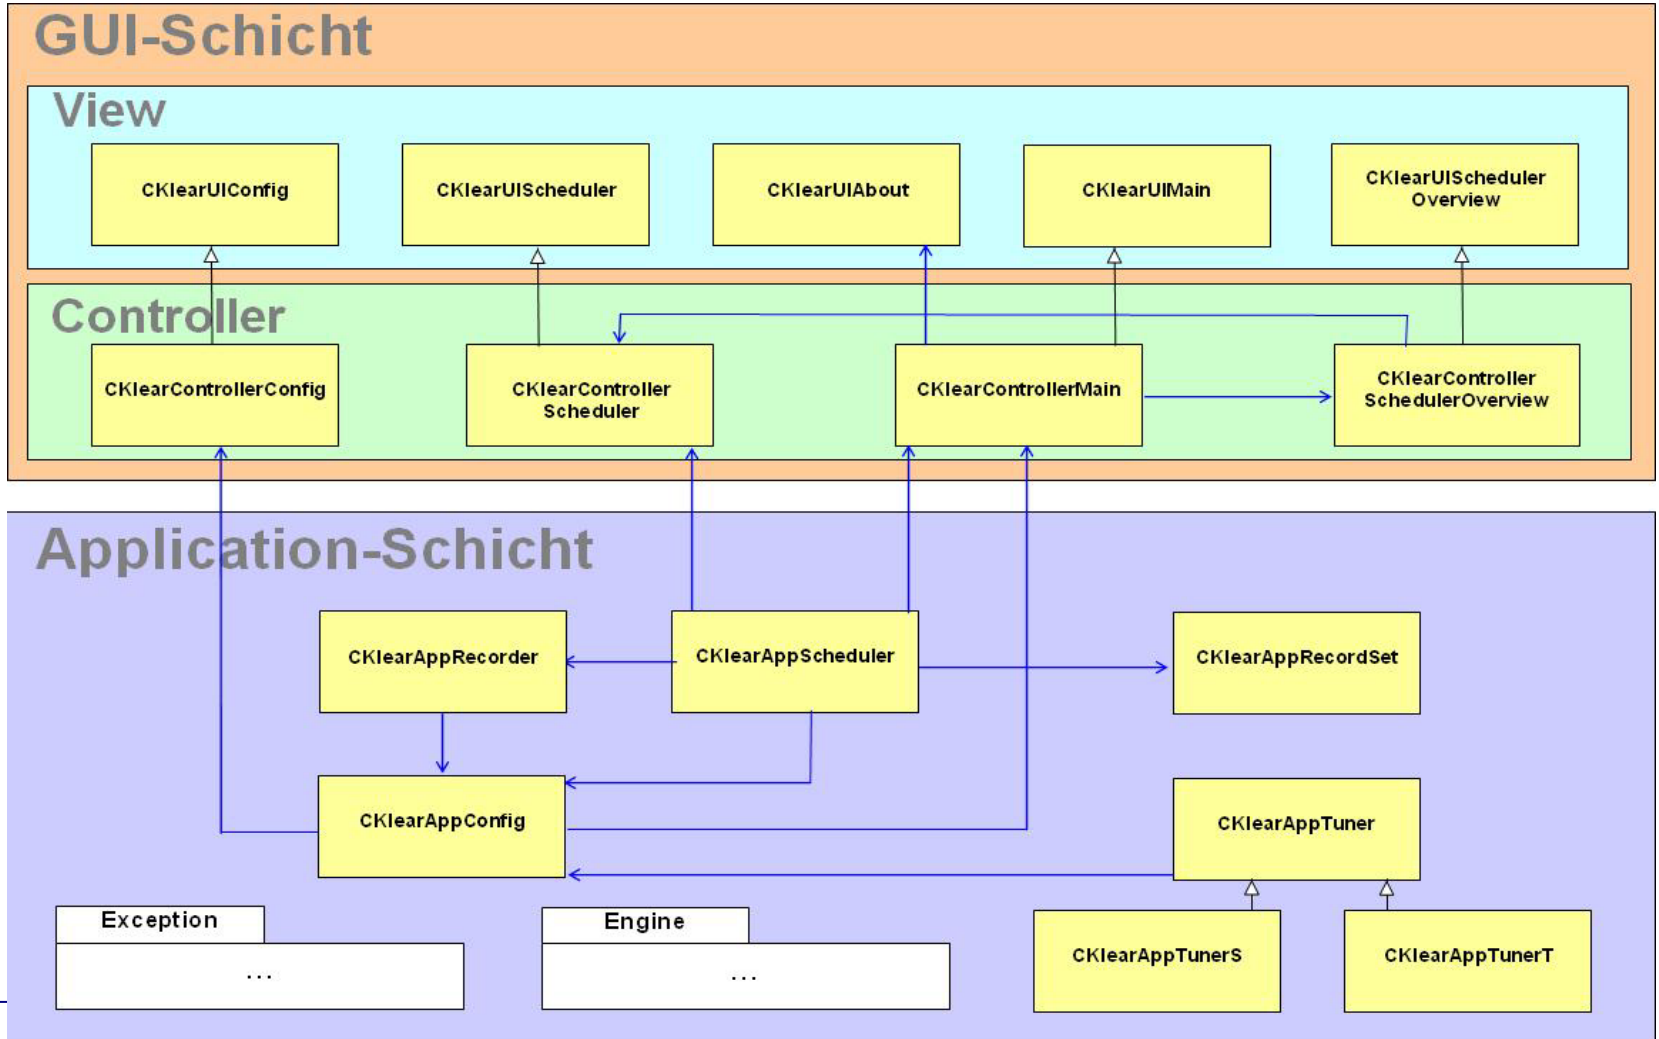 GUI-Schicht
View
CKlearUIConfig
CKlearUIScheduler
CKlearUIAbout
CKlearUIMain
CKlearUIScheduler
Overview
Controller
CKlearControllerConfig
CKlearController
Scheduler
CKlearControllerMain
CKlearController
SchedulerOverview
Application-Schicht
CKlearAppRecorder
CKlearAppScheduler
CKlearAppRecordSet
CKlearAppConfig
CKlearAppTuner
Exception
...
Engine
...
CKlearAppTunerS
CKlearAppTunerT